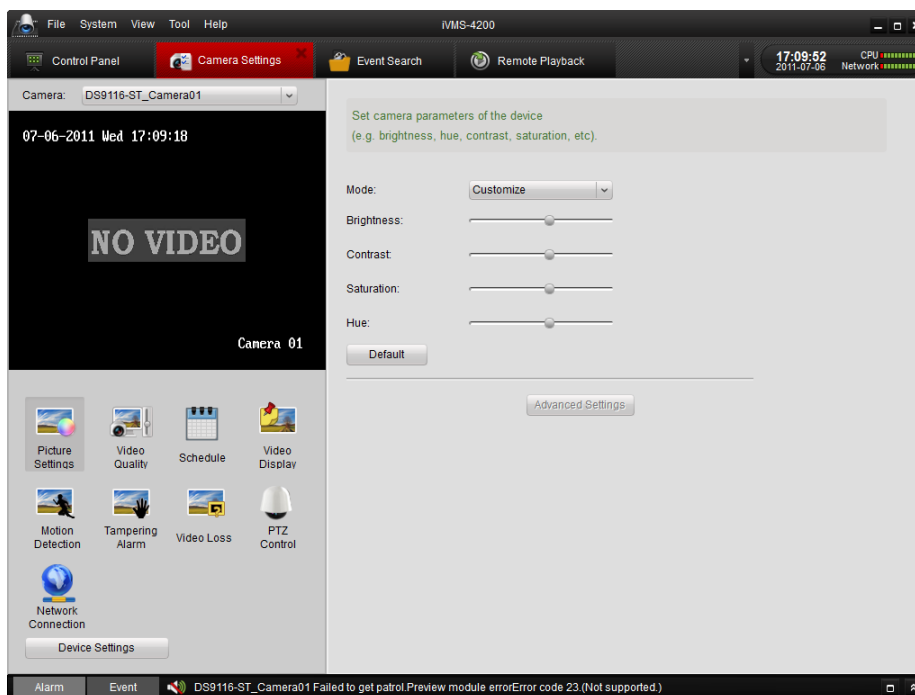 File System View Tool Help
iVMS-4200
Control Panel
Camera Settings
Event Search
Remote Playback
17:09:52
2011-07-06
CPU
Network
Camera: DS9116-ST_Camera01
07-06-2011 Wed 17:09:18
NO VIDEO
Camera 01
Set camera parameters of the device
(e.g. brightness, hue, contrast, saturation, etc).
Mode: Customize
Brightness:
Contrast:
Saturation:
Hue:
Default
Advanced Settings
Picture
Settings
Video
Quality
Schedule
Video
Display
Motion
Detection
Tampering
Alarm
Video Loss
PTZ
Control
Network
Connection
Device Settings
Alarm
Event
DS9116-ST_Camera01 Failed to get patrol.Preview module errorError code 23.(Not supported.)